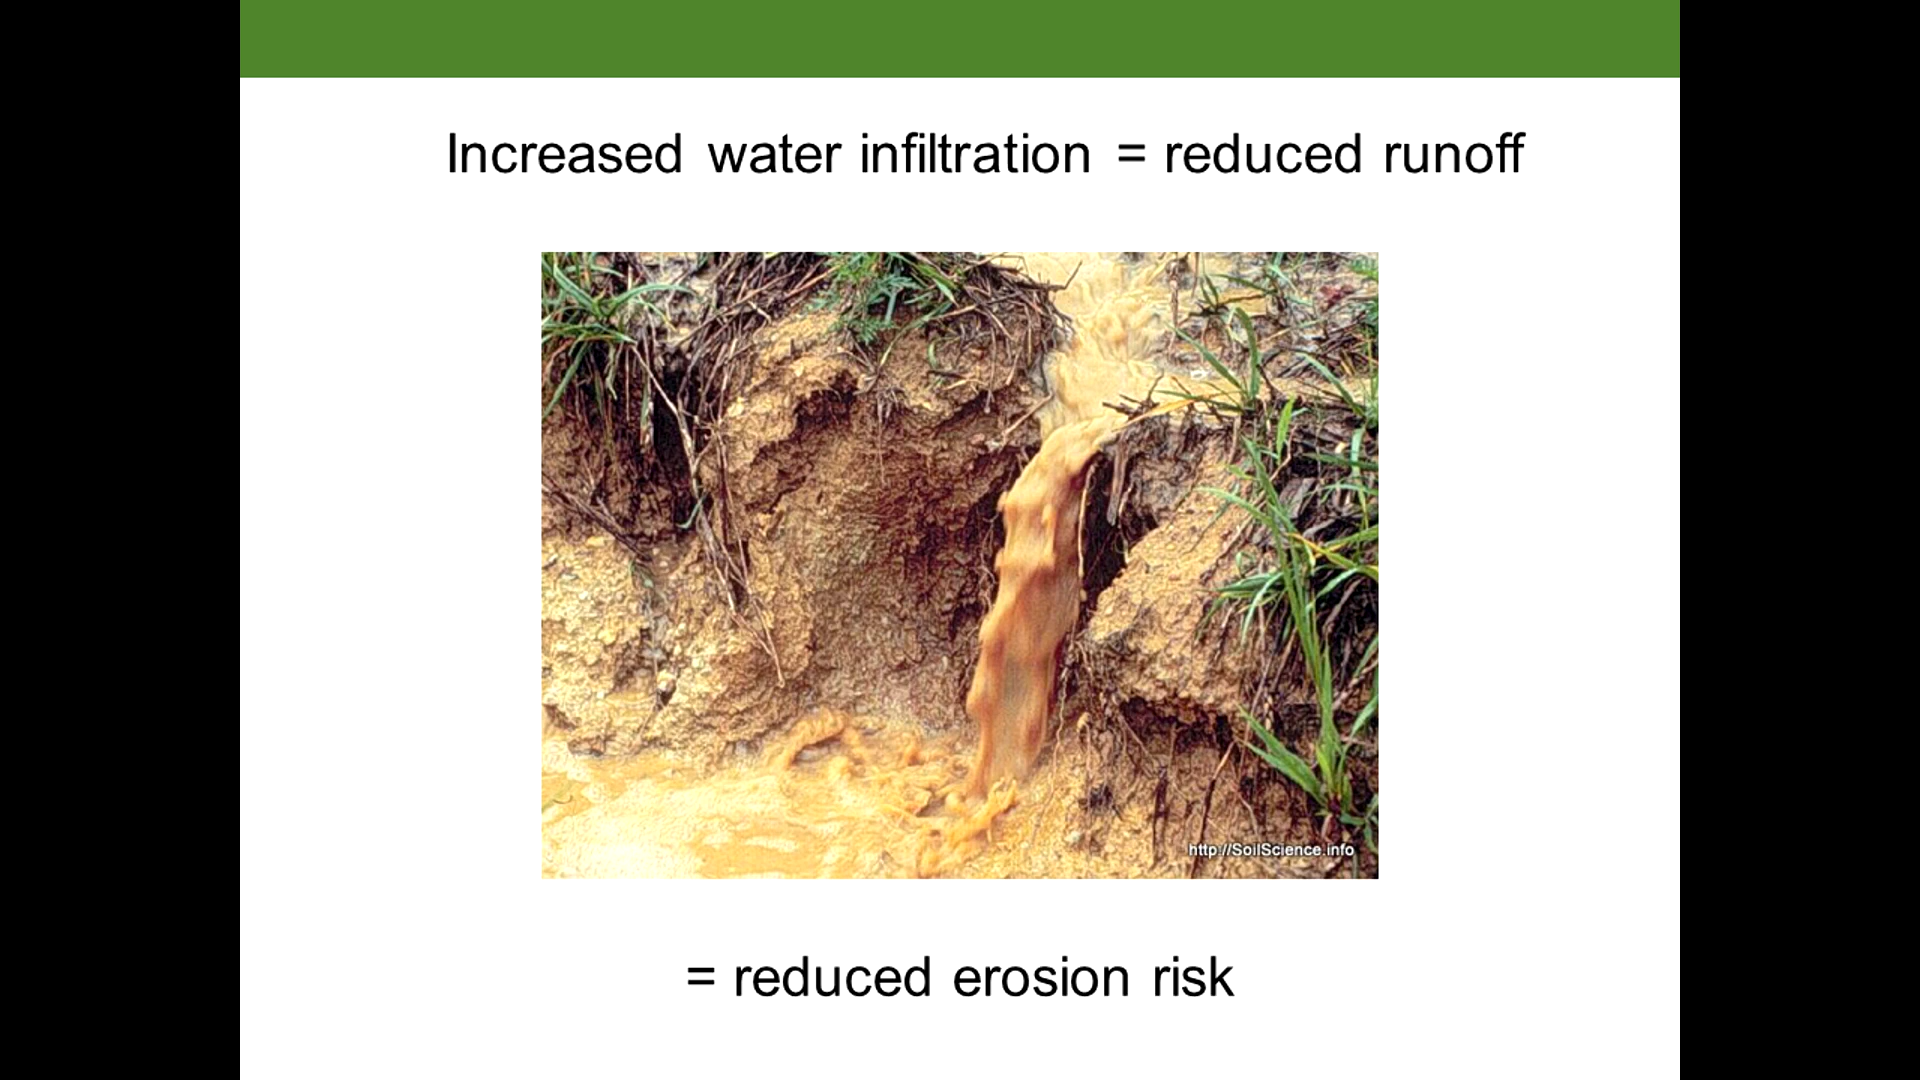 Increased water infiltration = reduced runoff
http://SoilScience.info
= reduced erosion risk